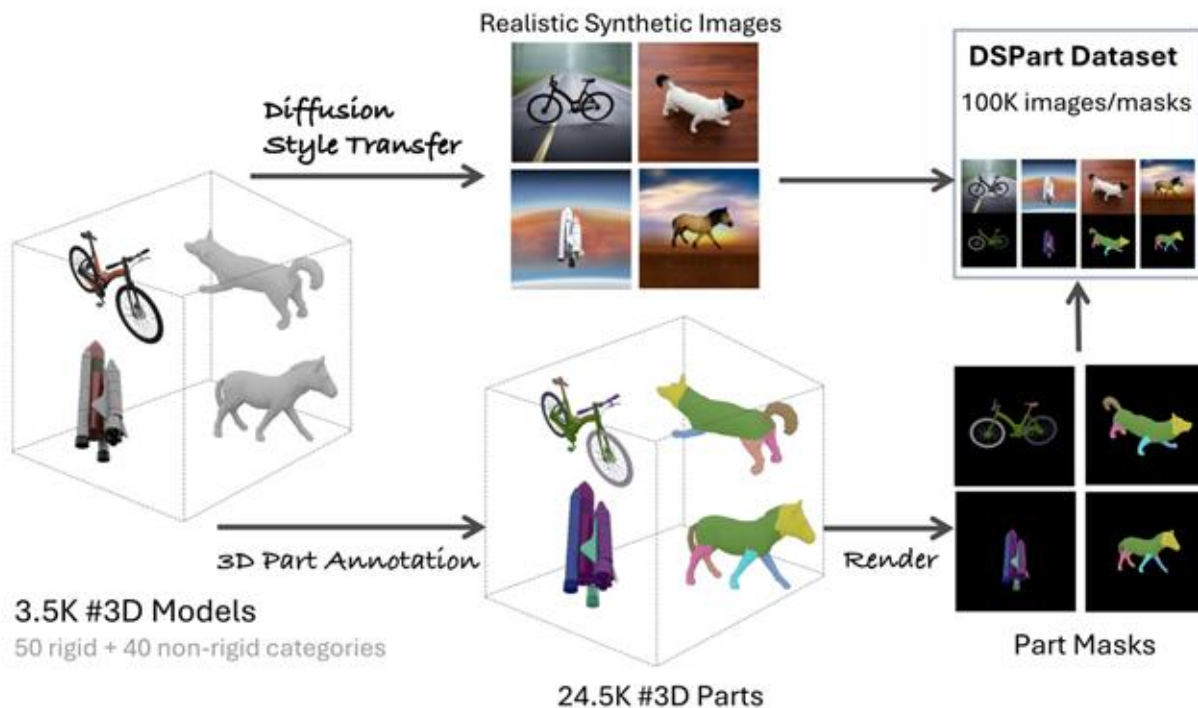 Realistic Synthetic Images
DSPart Dataset
100K images/masks
Diffusion
Style Transfer
3D Part Annotation
Render
3.5K #3D Models
50 rigid + 40 non-rigid categories
Part Masks
24.5K #3D Parts